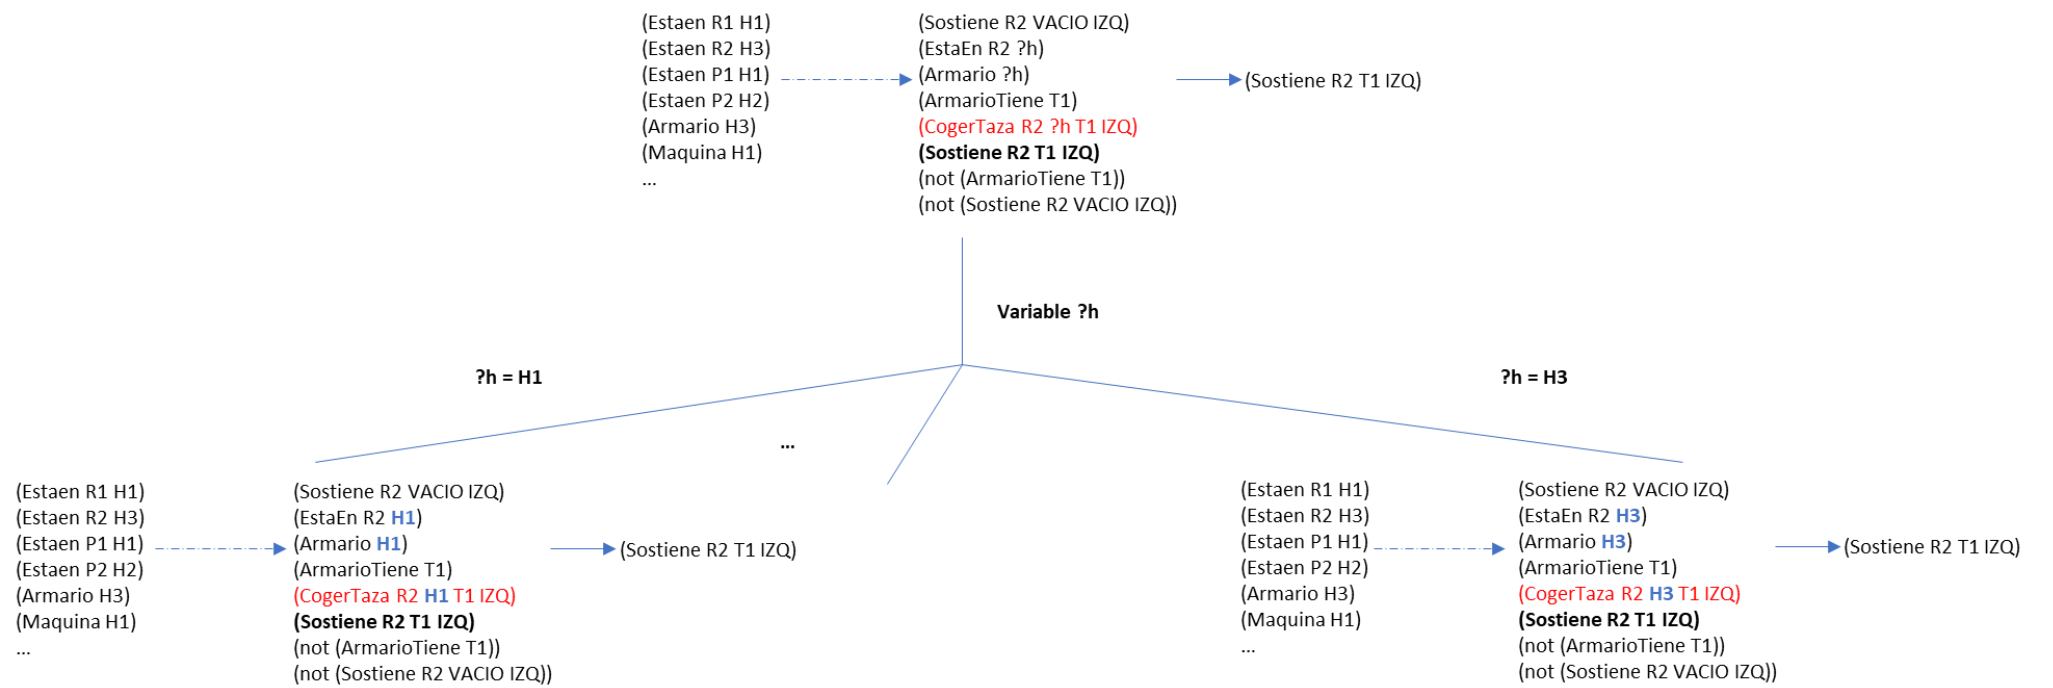 (Estaen R1 H1)
(Estaen R2 H3)
(Estaen P1 H1)
(Estaen P2 H2)
(Armario H3)
(Maquina H1)
...
(Sostiene R2 VACIO IZQ)
(EstaEn R2 ?h)
(Armario ?h)
(ArmarioTiene T1)
(CogerTaza R2 ?h T1 IZQ)
(Sostiene R2 T1 IZQ)
(not (ArmarioTiene T1))
(not (Sostiene R2 VACIO IZQ))
(Sostiene R2 T1 IZQ)
Variable ?h
?h = H1
...
?h = H3
(Estaen R1 H1)
(Estaen R2 H3)
(Estaen P1 H1)
(Estaen P2 H2)
(Armario H3)
(Maquina H1)
...
(Sostiene R2 VACIO IZQ)
(EstaEn R2 H1)
(Armario H1)
(ArmarioTiene T1)
(CogerTaza R2 H1 T1 IZQ)
(Sostiene R2 T1 IZQ)
(not (ArmarioTiene T1))
(not (Sostiene R2 VACIO IZQ))
(Sostiene R2 T1 IZQ)
(Estaen R1 H1)
(Estaen R2 H3)
(Estaen P1 H1)
(Estaen P2 H2)
(Armario H3)
(Maquina H1)
...
(Sostiene R2 VACIO IZQ)
(EstaEn R2 H3)
(Armario H3)
(ArmarioTiene T1)
(CogerTaza R2 H3 T1 IZQ)
(Sostiene R2 T1 IZQ)
(not (ArmarioTiene T1))
(not (Sostiene R2 VACIO IZQ))
(Sostiene R2 T1 IZQ)